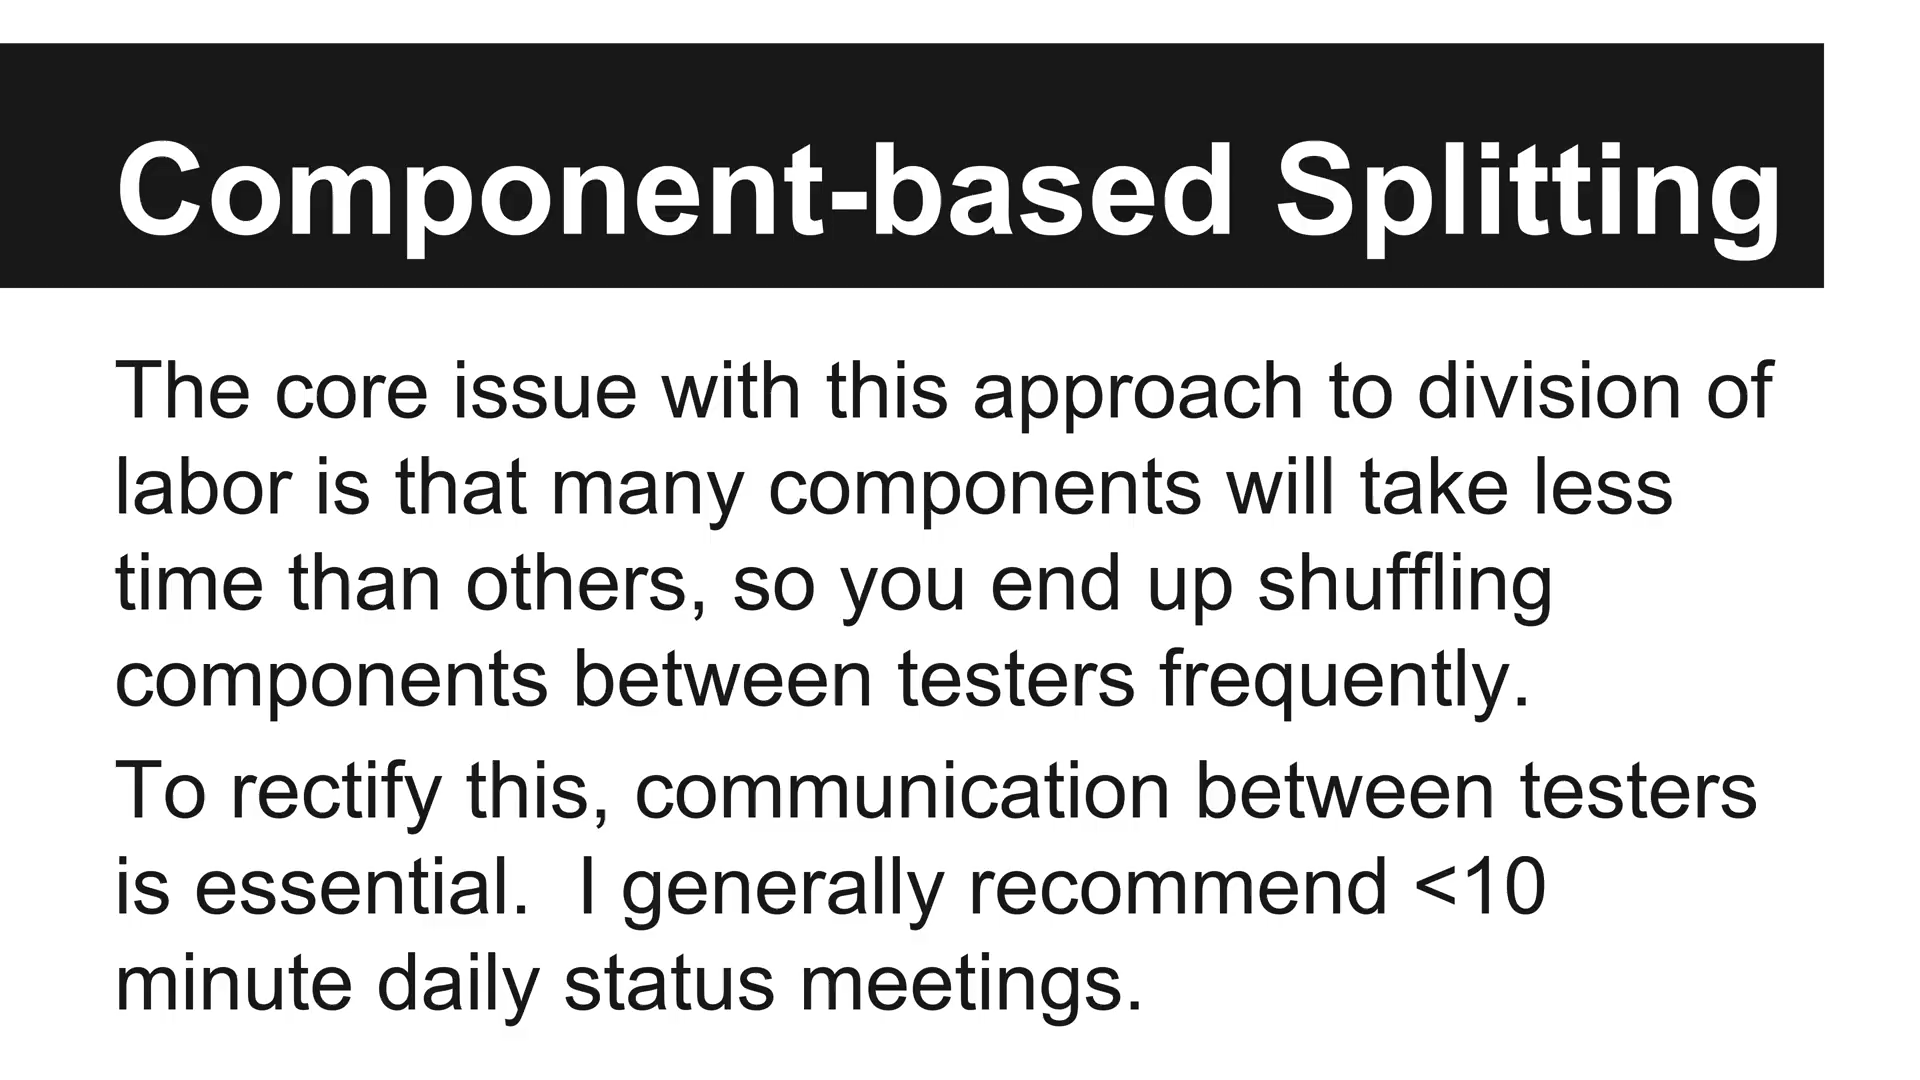 Component-based Splitting
The core issue with this approach to division of
labor is that many components will take less
time than others, so you end up shuffling
components between testers frequently.
To rectify this, communication between testers
is essential.  I generally recommend <10
minute daily status meetings.